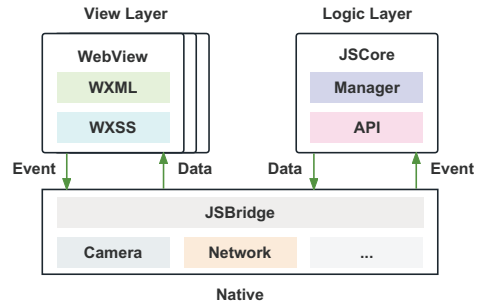 View Layer
Logic Layer
WebView
JSCore
WXML
Manager
WXSS
API
Event
Data
Data
Event
JSBridge
Camera
Network
...
Native